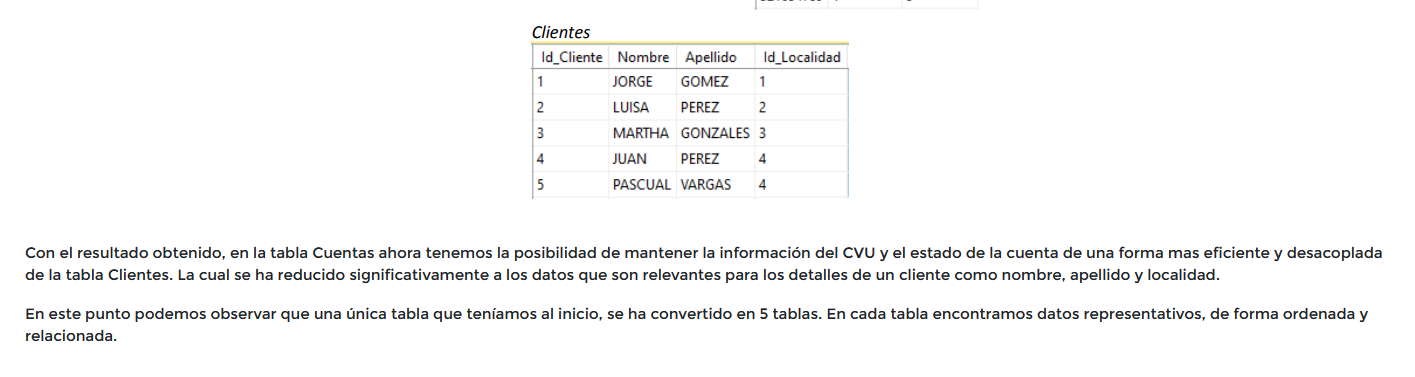 Clientes
Id_Cliente Nombre Apellido Id_Localidad
1 JORGE GOMEZ 1
2 LUISA PEREZ 2
3 MARTHA GONZALES 3
4 JUAN PEREZ 4
5 PASCUAL VARGAS 4
Con el resultado obtenido, en la tabla Cuentas ahora tenemos la posibilidad de mantener la información del CVU y el estado de la cuenta de una forma mas eficiente y desacoplada
de la tabla Clientes. La cual se ha reducido significativamente a los datos que son relevantes para los detalles de un cliente como nombre, apellido y localidad.
En este punto podemos observar que una única tabla que teníamos al inicio, se ha convertido en 5 tablas. En cada tabla encontramos datos representativos, de forma ordenada y
relacionada.